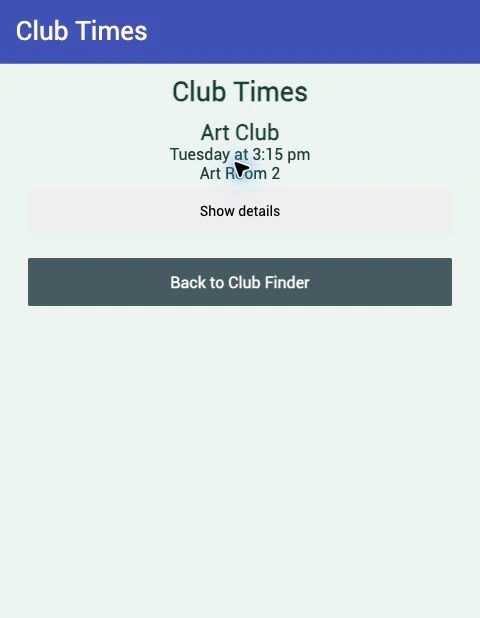 Club Times
Club Times
Art Club
Tuesday at 3:15 pm
Art Room 2
Show details
Back to Club Finder